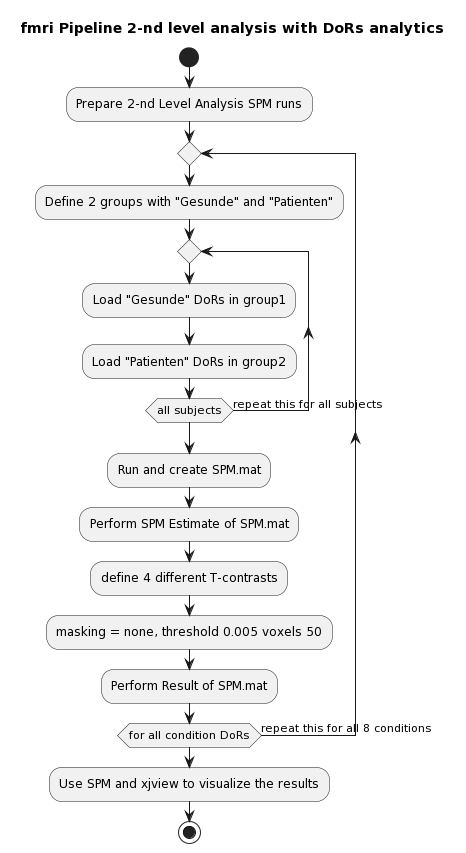 fmri Pipeline 2-nd level analysis with DoRs analytics
Prepare 2-nd Level Analysis SPM runs
Define 2 groups with "Gesunde" and "Patienten"
Load "Gesunde" DoRs in group1
Load "Patienten" DoRs in group2
all subjects
repeat this for all subjects
Run and create SPM.mat
Perform SPM Estimate of SPM.mat
define 4 different T-contrasts
masking = none, threshold 0.005 voxels 50
Perform Result of SPM.mat
for all condition DoRs
repeat this for all 8 conditions
Use SPM and xjview to visualize the results